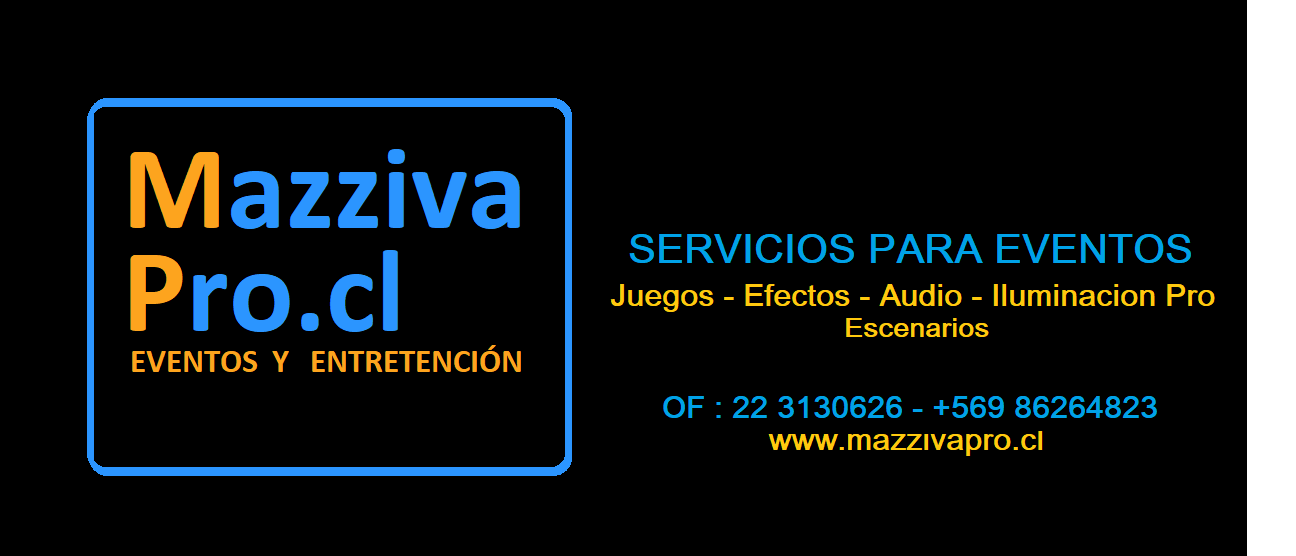 Mazziva
Pro.cl
EVENTOS Y ENTRETENCIÓN
SERVICIOS PARA EVENTOS
Juegos - Efectos - Audio - Iluminacion Pro
Escenarios
OF : 22 3130626 - +569 86264823
www.mazzivapro.cl